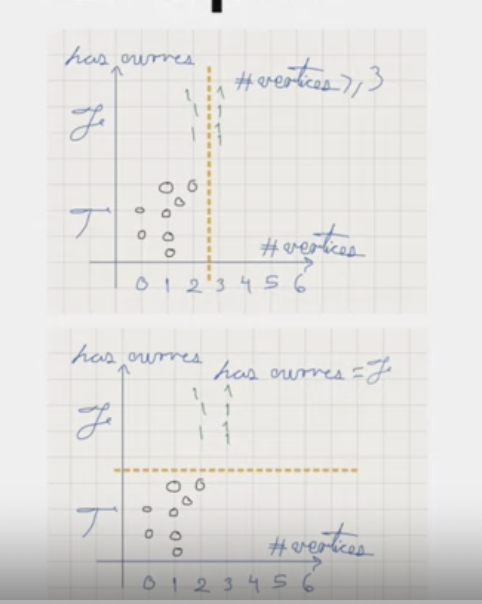 has curves
# vertices ≥ 3
F
T
# vertices
0 1 2 3 4 5 6
has curves
has curves = F
F
T
# vertices
0 1 2 3 4 5 6